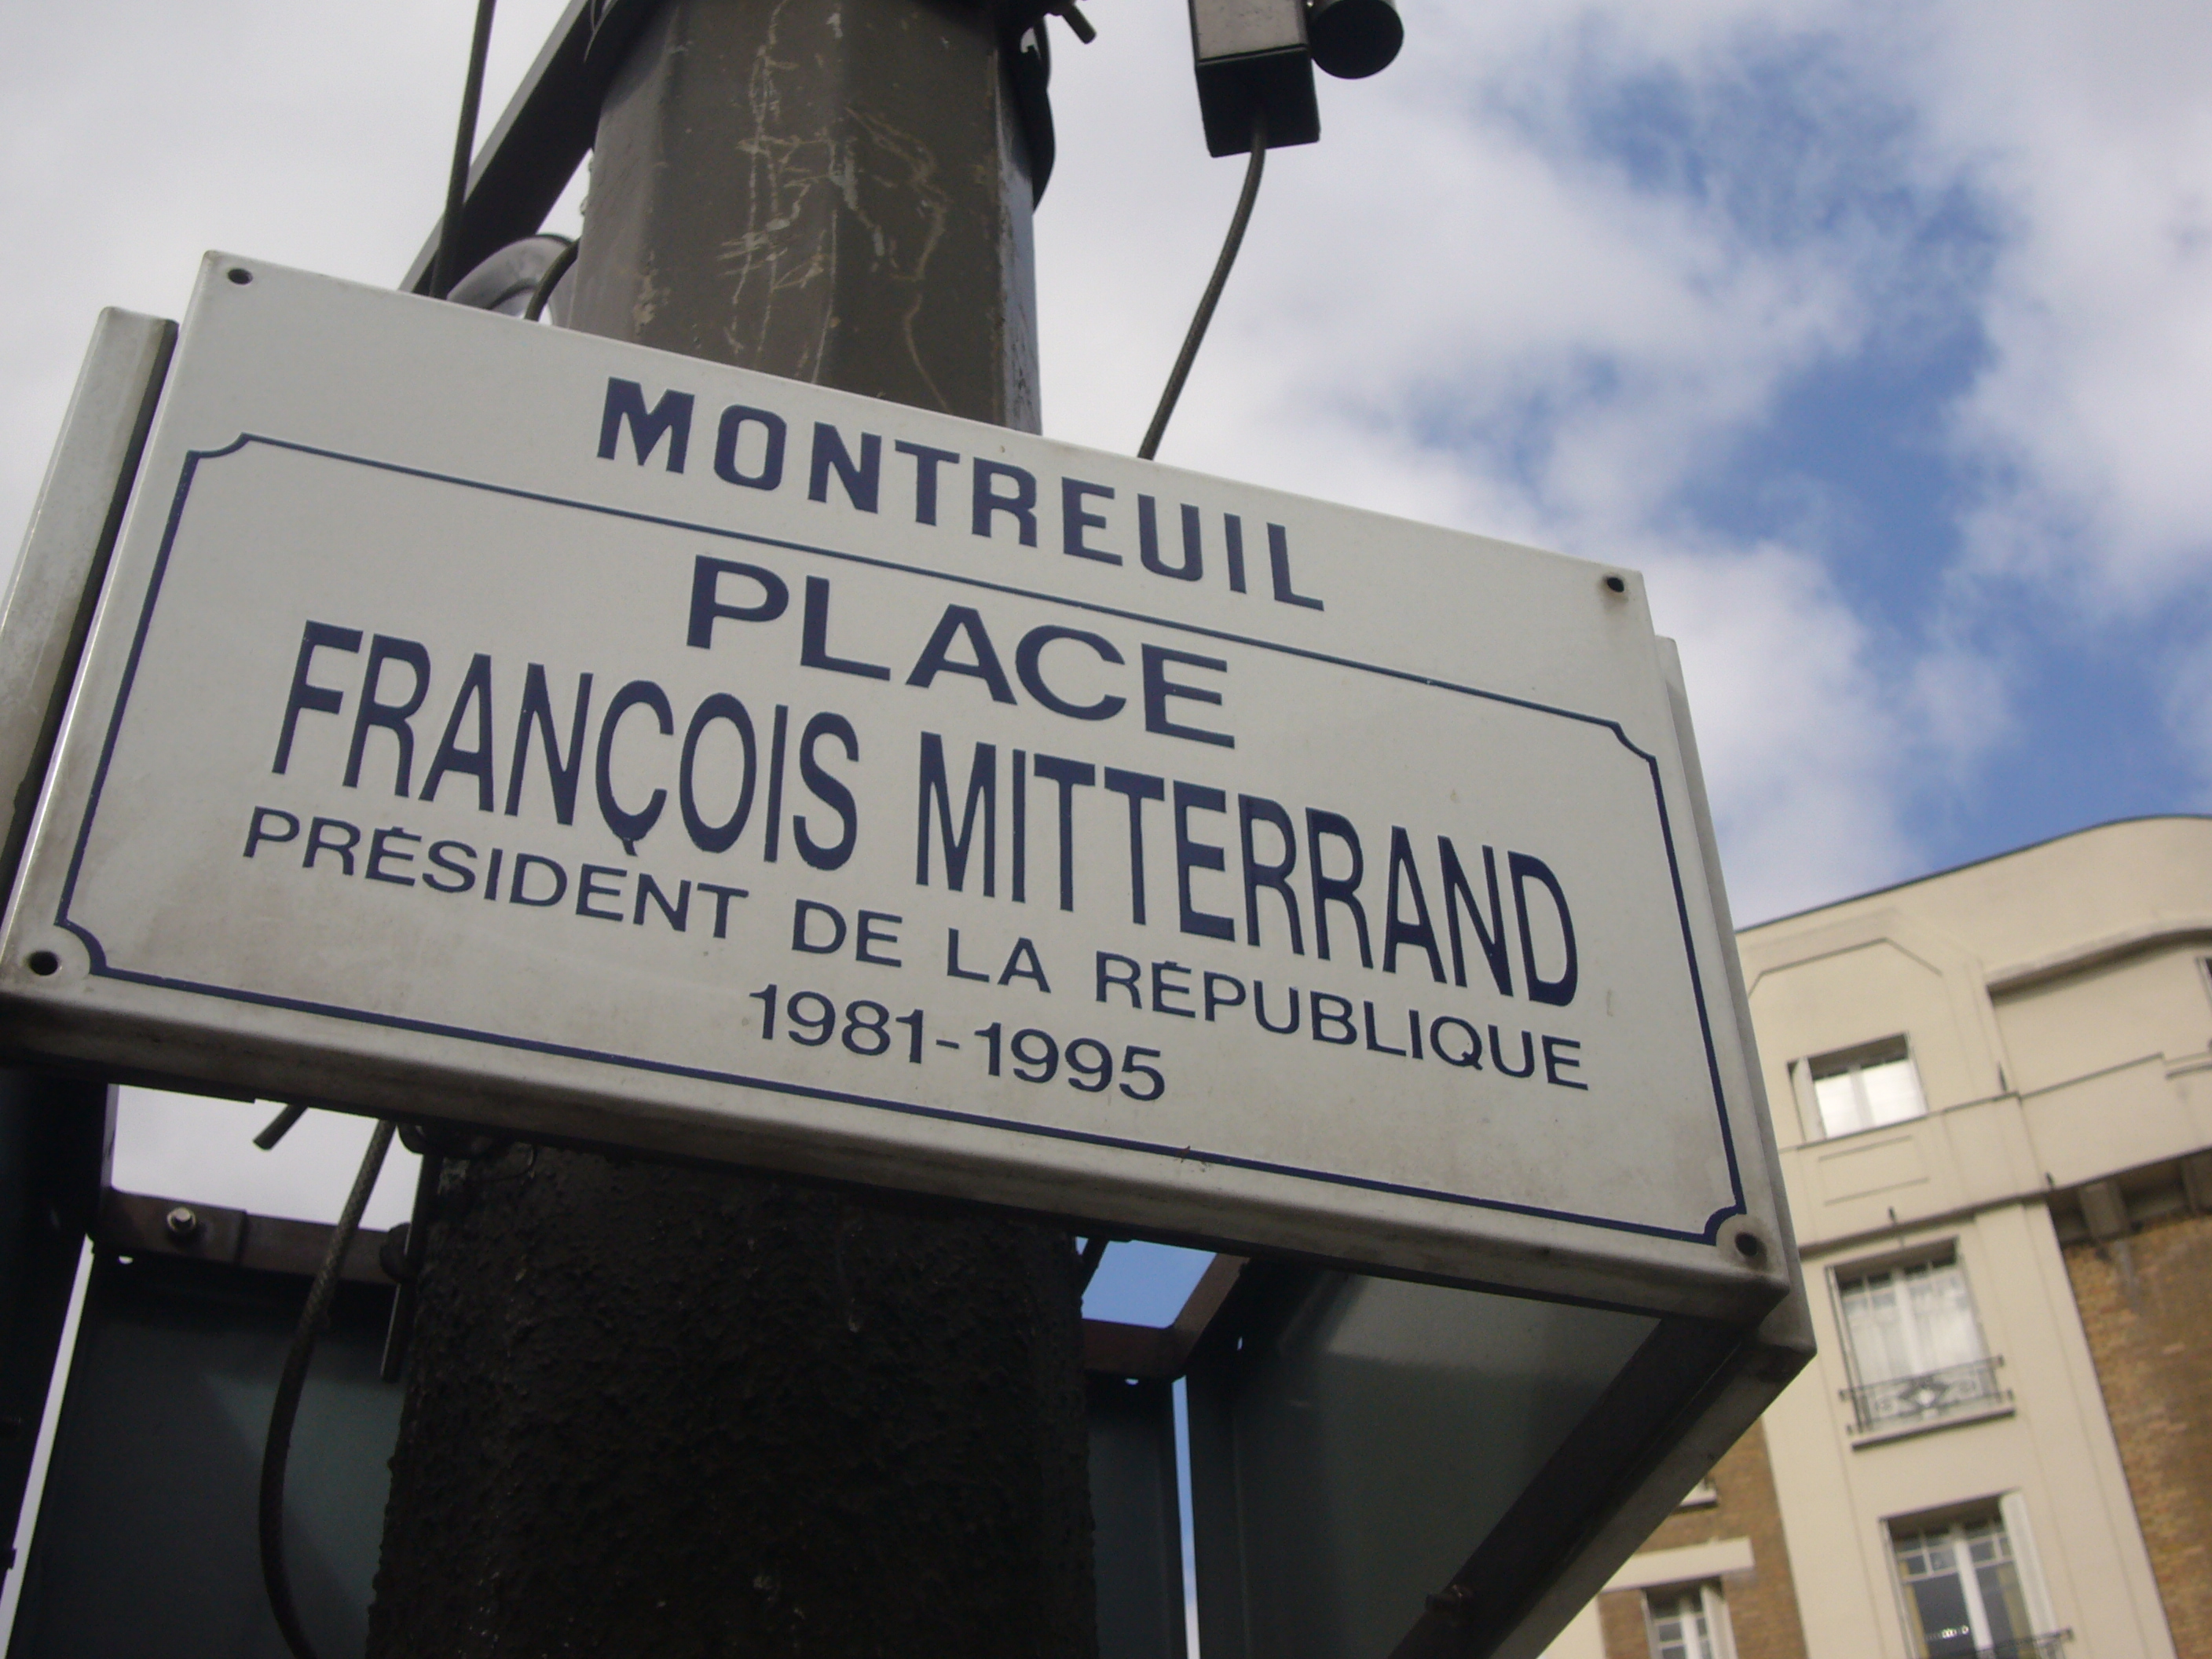 MONTREUIL
PLACE
FRANÇOIS MITTERRAND
PRÉSIDENT DE LA RÉPUBLIQUE
1981-1995